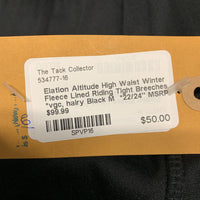 The Tack Collector
534777-16
Elation Altitude High Waist Winter
Fleece Lined Riding Tight Breeches
*vgc, hairy Black M *22/24" MSRP
$99.99
$50.00
SPVP16